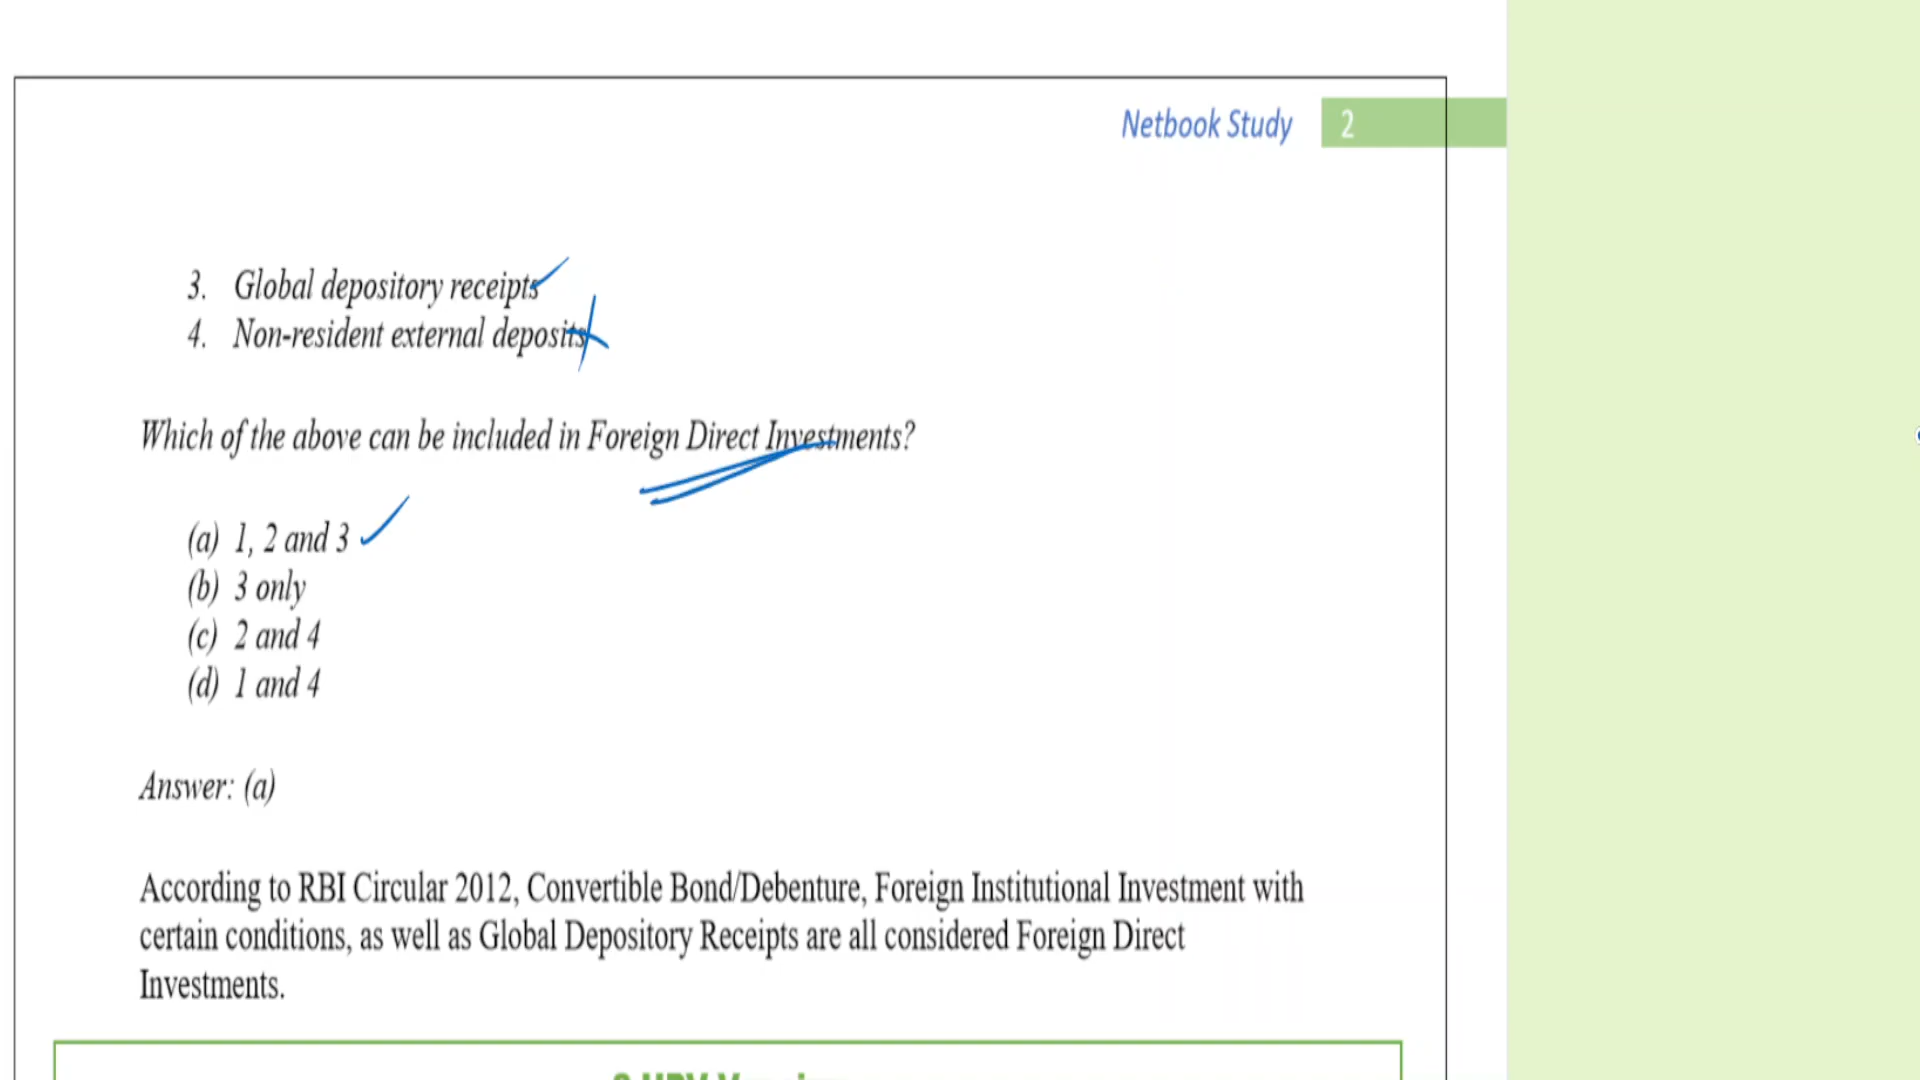 Netbook Study 2
3. Global depository receipts
4. Non-resident external deposits
Which of the above can be included in Foreign Direct Investments?
(a) 1, 2 and 3
(b) 3 only
(c) 2 and 4
(d) 1 and 4
Answer: (a)
According to RBI Circular 2012, Convertible Bond/Debenture, Foreign Institutional Investment with
certain conditions, as well as Global Depository Receipts are all considered Foreign Direct
Investments.